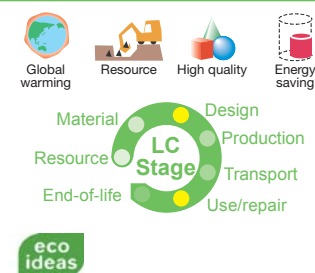 Global
warming
Resource
High quality
Energy
saving
Material
Design
Production
LC
Stage
Resource
Transport
End-of-life
Use/repair
eco
ideas